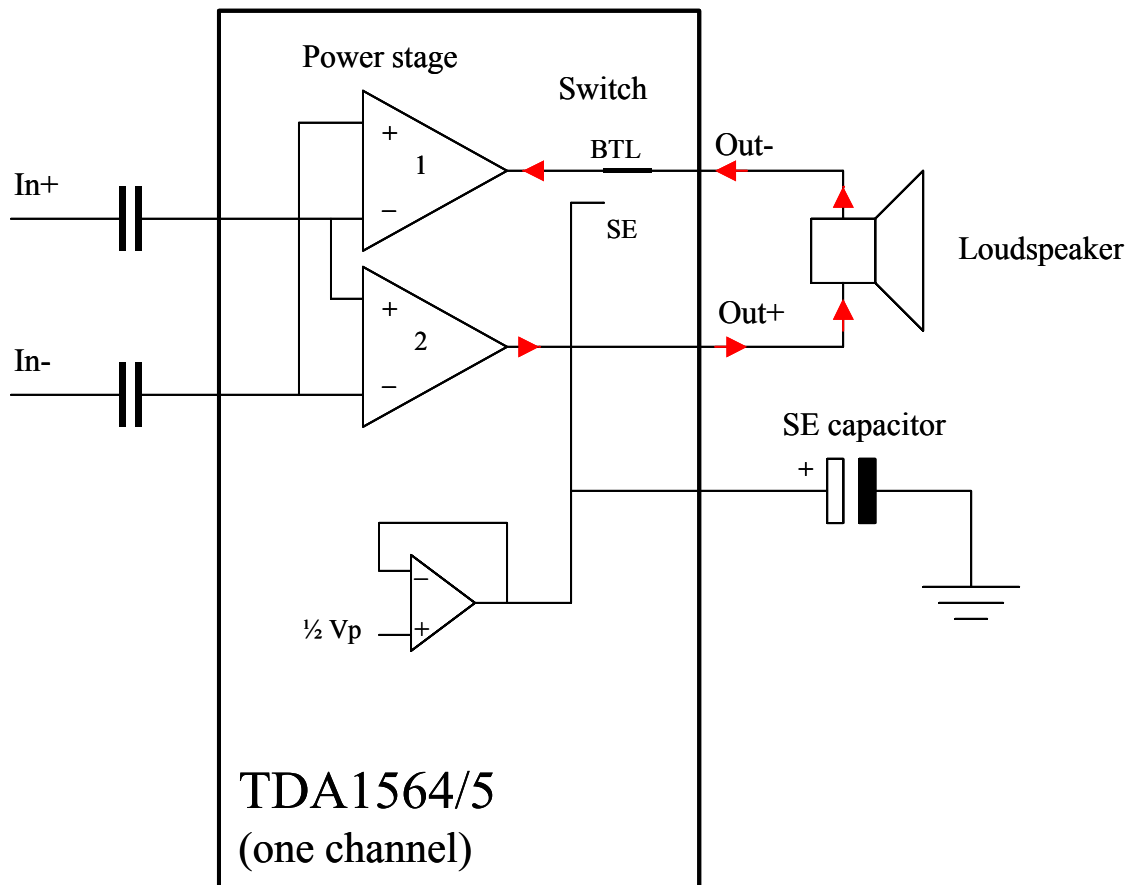 Power stage
Switch
+
1
−
BTL
Out-
In+
SE
Loudspeaker
+
2
−
Out+
In-
SE capacitor
+
−
½ Vp
+
TDA1564/5
(one channel)